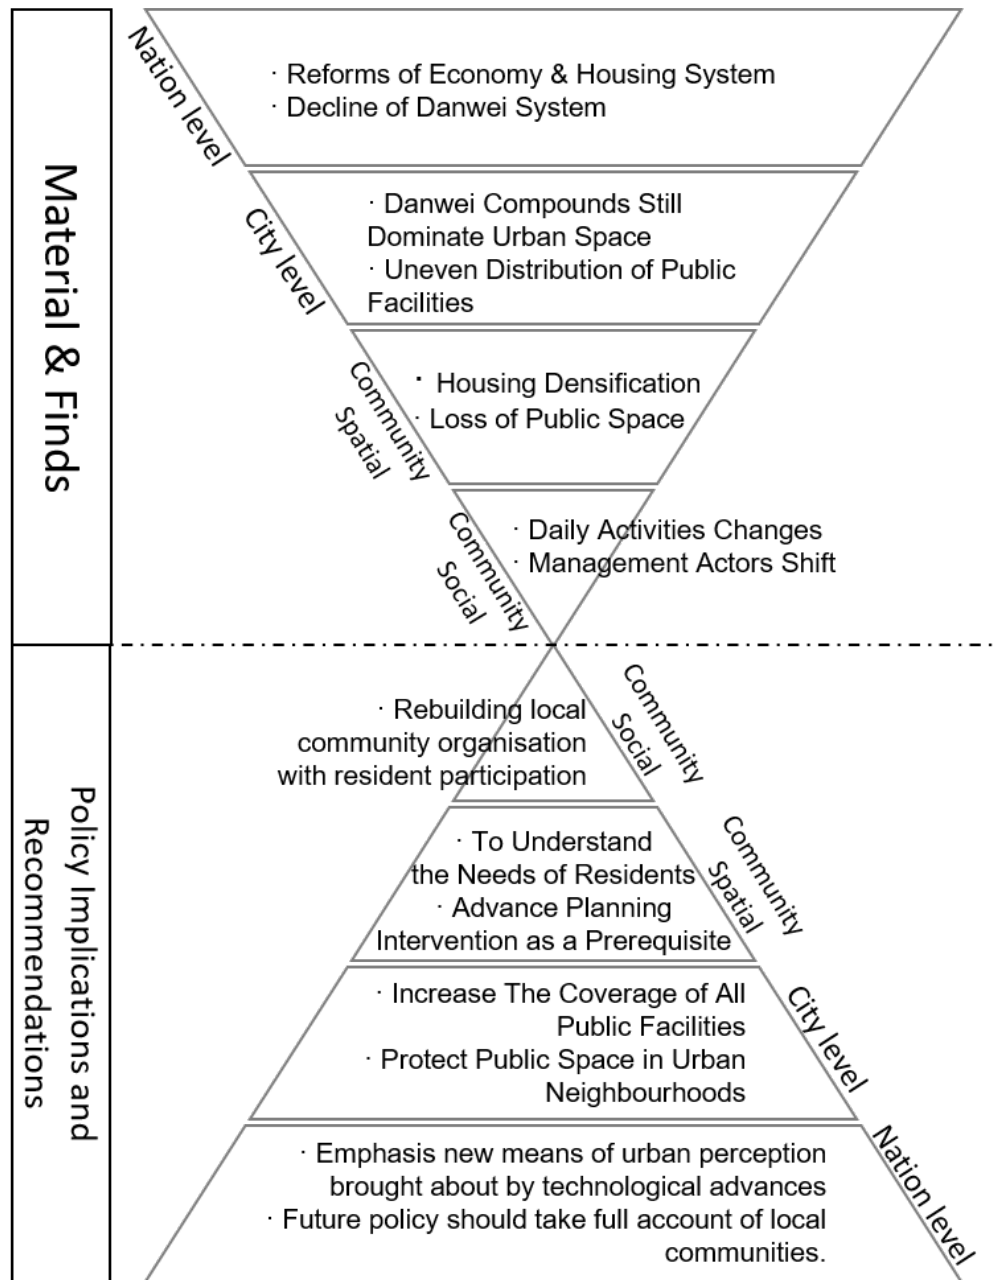 Material & Finds
Nation level
· Reforms of Economy & Housing System
· Decline of Danwei System
City level
· Danwei Compounds Still
Dominate Urban Space
· Uneven Distribution of Public
Facilities
Community
Spatial
· Housing Densification
· Loss of Public Space
Community
Social
· Daily Activities Changes
· Management Actors Shift
Policy Implications and
Recommendations
· Rebuilding local
community organisation
with resident participation
Community
Social
· To Understand
the Needs of Residents
· Advance Planning
Intervention as a Prerequisite
Community
Spatial
· Increase The Coverage of All
Public Facilities
· Protect Public Space in Urban
Neighbourhoods
City level
· Emphasis new means of urban perception
brought about by technological advances
· Future policy should take full account of local
communities.
Nation level